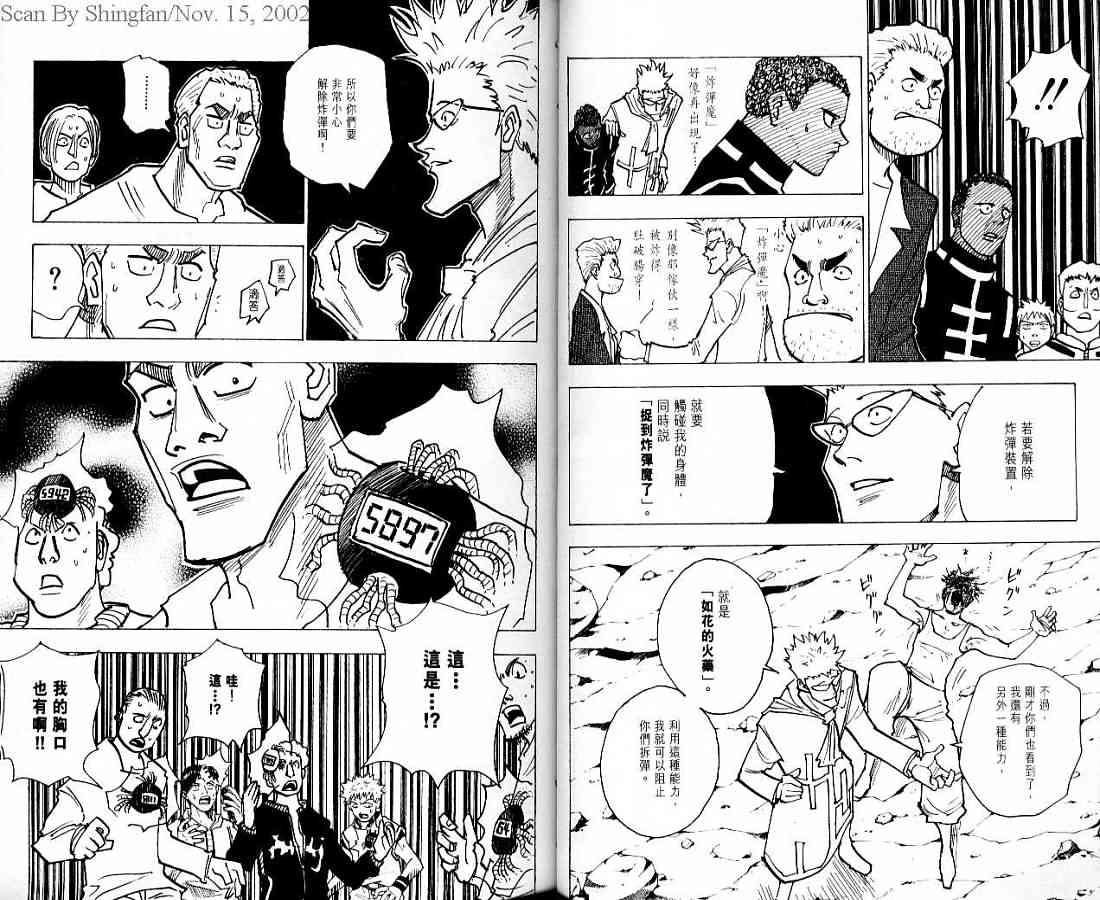 Scan By Shingfan/Nov. 15, 2002
!!
「炸彈魔」
好像再出現了…
「炸彈魔」啊。
小心
別像那傢伙一樣
被炸得
肚破腸穿！
若要解除
炸彈裝置，
就要
觸碰我的身體，
同時說
「捉到炸彈魔了」。
不過，
剛才你們也看到了，
我還有
另外一種能力，
就是
「如花的火藥」。
利用這種能力，
我就可以阻止
你們拆彈。
所以你們要
非常小心
解除炸彈啊！
………
滴答
滴答
?
5897
5942
這…
這是…!?
哇！
這…!?
我的胸口
也有啊!!